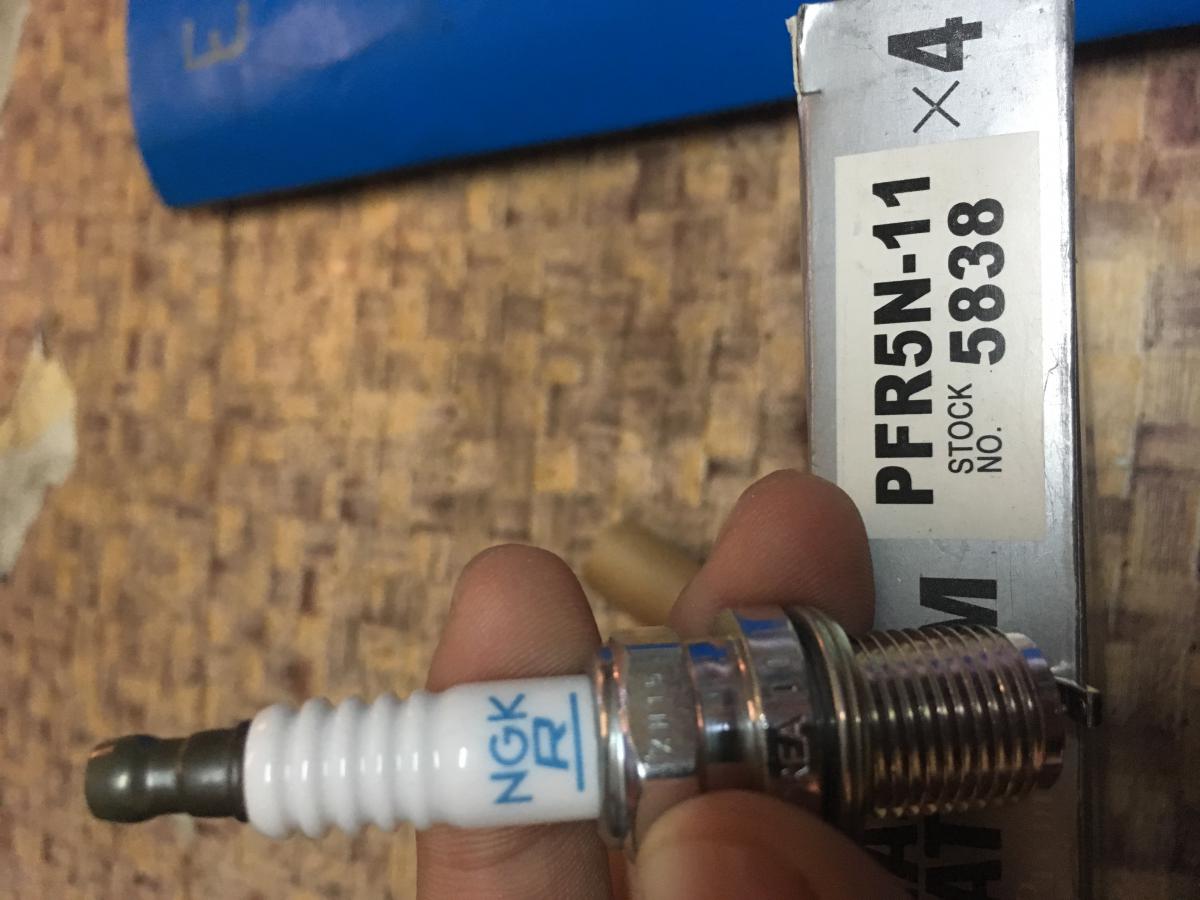 PFR5N-11
STOCK
NO. 5838
×4
NGK
R
E